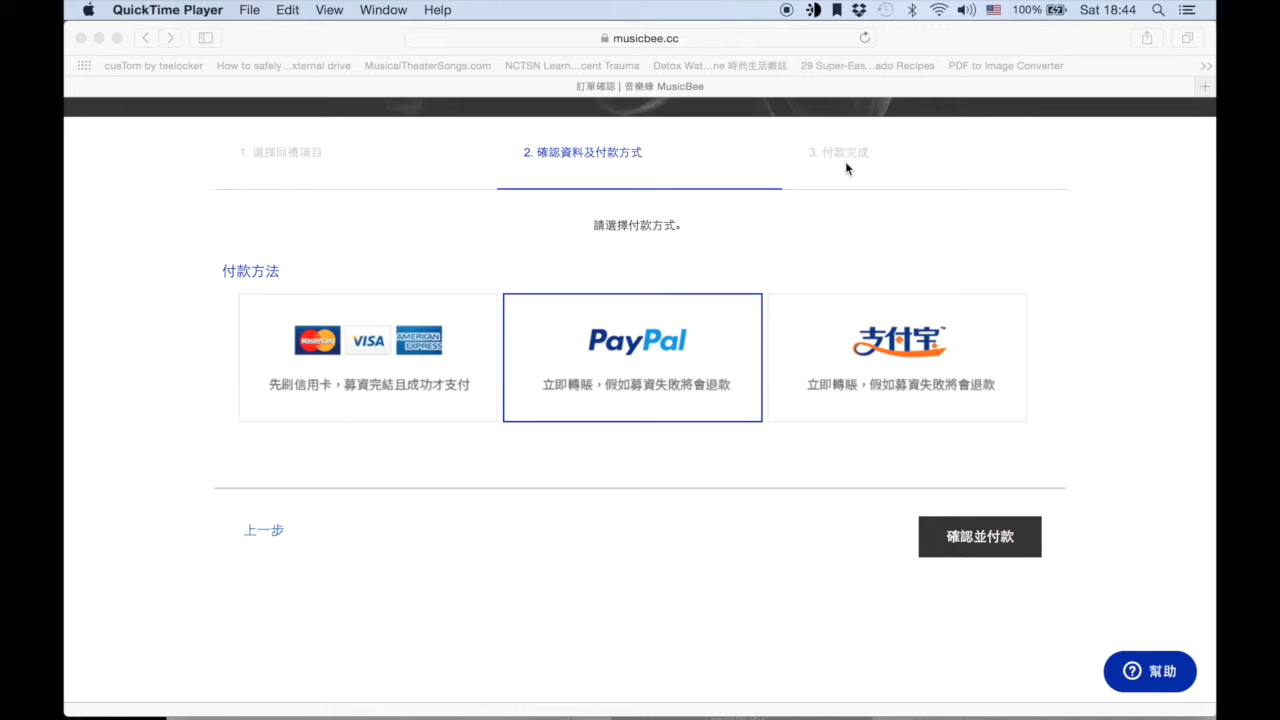 QuickTime Player File Edit View Window Help 100% Sat 18:44
musicbee.cc
cusTom by teelocker How to safely...xternal drive MusicalTheaterSongs.com NCTSN Learn...cent Trauma Detox Wat...ne 時尚生活雜誌 29 Super-Eas...ado Recipes PDF to Image Converter
訂單確認 | 音樂蜂 MusicBee
1. 選擇回禮項目 2. 確認資料及付款方式 3. 付款完成
請選擇付款方式。
付款方法
MasterCard VISA AMERICAN EXPRESS PayPal 支付宝™
先刷信用卡，募資完結且成功才支付 立即轉賬，假如募資失敗將會退款 立即轉賬，假如募資失敗將會退款
上一步 確認並付款
幫助